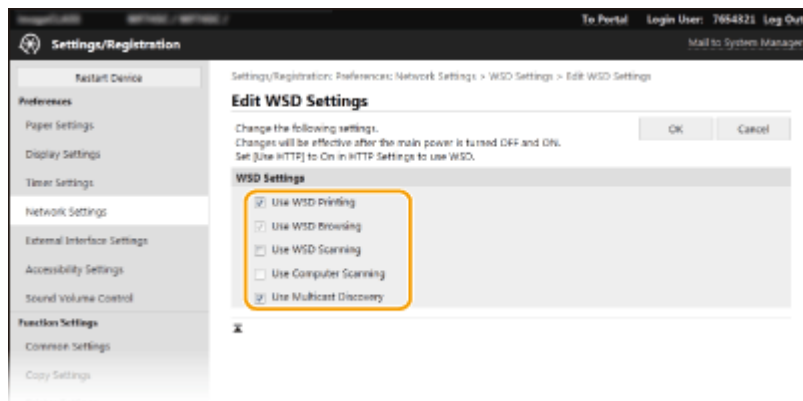 To Portal Login User: 7654321 Log Out
Settings/Registration
Mail to System Manager
Restart Device
Preferences
Paper Settings
Display Settings
Timer Settings
Network Settings
External Interface Settings
Accessibility Settings
Sound Volume Control
Function Settings
Common Settings
Copy Settings
Settings/Registration: Preferences: Network Settings > WSD Settings > Edit WSD Settings
Edit WSD Settings
Change the following settings.
Changes will be effective after the main power is turned OFF and ON.
Set [Use HTTP] to On in HTTP Settings to use WSD.
OK Cancel
WSD Settings
Use WSD Printing
Use WSD Browsing
Use WSD Scanning
Use Computer Scanning
Use Multicast Discovery